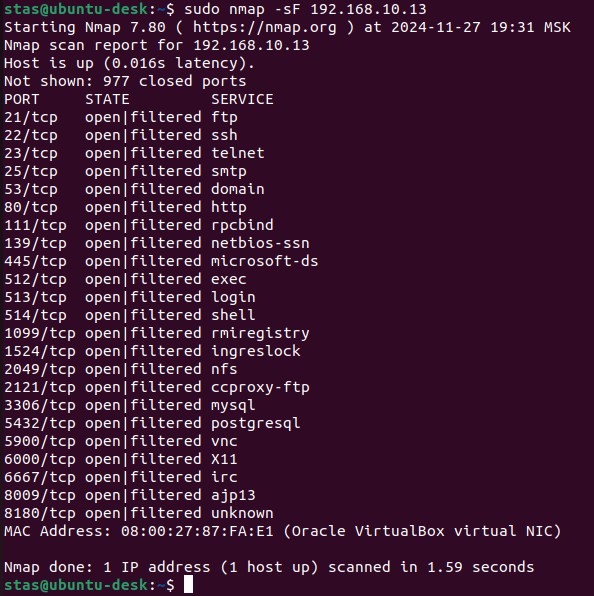 stas@ubuntu-desk:~$ sudo nmap -sF 192.168.10.13
Starting Nmap 7.80 ( https://nmap.org ) at 2024-11-27 19:31 MSK
Nmap scan report for 192.168.10.13
Host is up (0.016s latency).
Not shown: 977 closed ports
PORT     STATE         SERVICE
21/tcp   open|filtered ftp
22/tcp   open|filtered ssh
23/tcp   open|filtered telnet
25/tcp   open|filtered smtp
53/tcp   open|filtered domain
80/tcp   open|filtered http
111/tcp  open|filtered rpcbind
139/tcp  open|filtered netbios-ssn
445/tcp  open|filtered microsoft-ds
512/tcp  open|filtered exec
513/tcp  open|filtered login
514/tcp  open|filtered shell
1099/tcp open|filtered rmiregistry
1524/tcp open|filtered ingreslock
2049/tcp open|filtered nfs
2121/tcp open|filtered ccproxy-ftp
3306/tcp open|filtered mysql
5432/tcp open|filtered postgresql
5900/tcp open|filtered vnc
6000/tcp open|filtered X11
6667/tcp open|filtered irc
8009/tcp open|filtered ajp13
8180/tcp open|filtered unknown
MAC Address: 08:00:27:87:FA:E1 (Oracle VirtualBox virtual NIC)
Nmap done: 1 IP address (1 host up) scanned in 1.59 seconds
stas@ubuntu-desk:~$